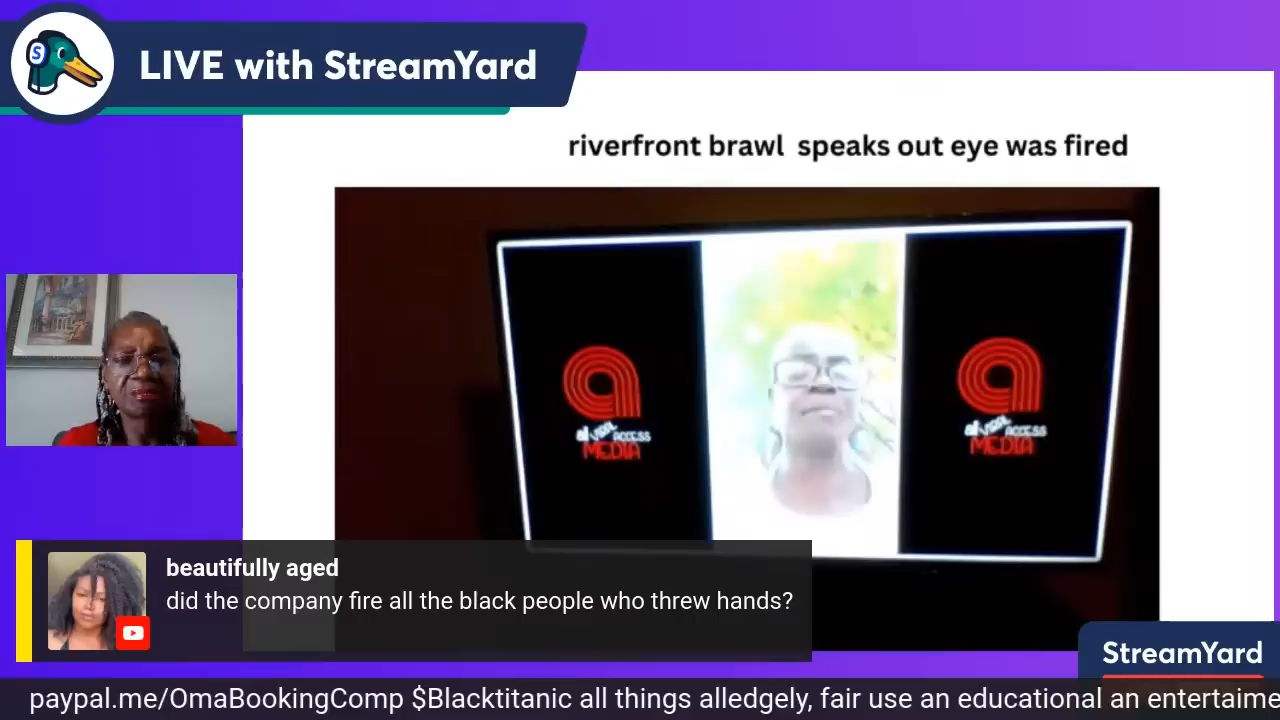 S
LIVE with StreamYard
riverfront brawl speaks out eye was fired
ACCESS
MEDIA
ACCESS
MEDIA
beautifully aged
did the company fire all the black people who threw hands?
StreamYard
paypal.me/OmaBookingComp $Blacktitanic all things alledgely, fair use an educational an entertaime